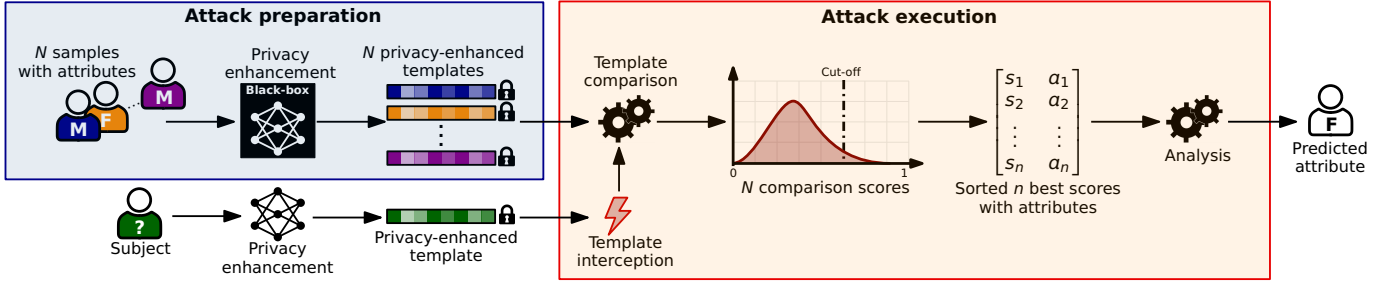 Attack preparation
N samples
with attributes
M
F
M
Privacy
enhancement
Black-box
N privacy-enhanced
templates
⋮
?
Subject
Privacy
enhancement
Privacy-enhanced
template
Attack execution
Template
comparison
Template
interception
Cut-off
0
1
N comparison scores
s1 a1
s2 a2
⋮ ⋮
sn an
Sorted n best scores
with attributes
Analysis
F
Predicted
attribute